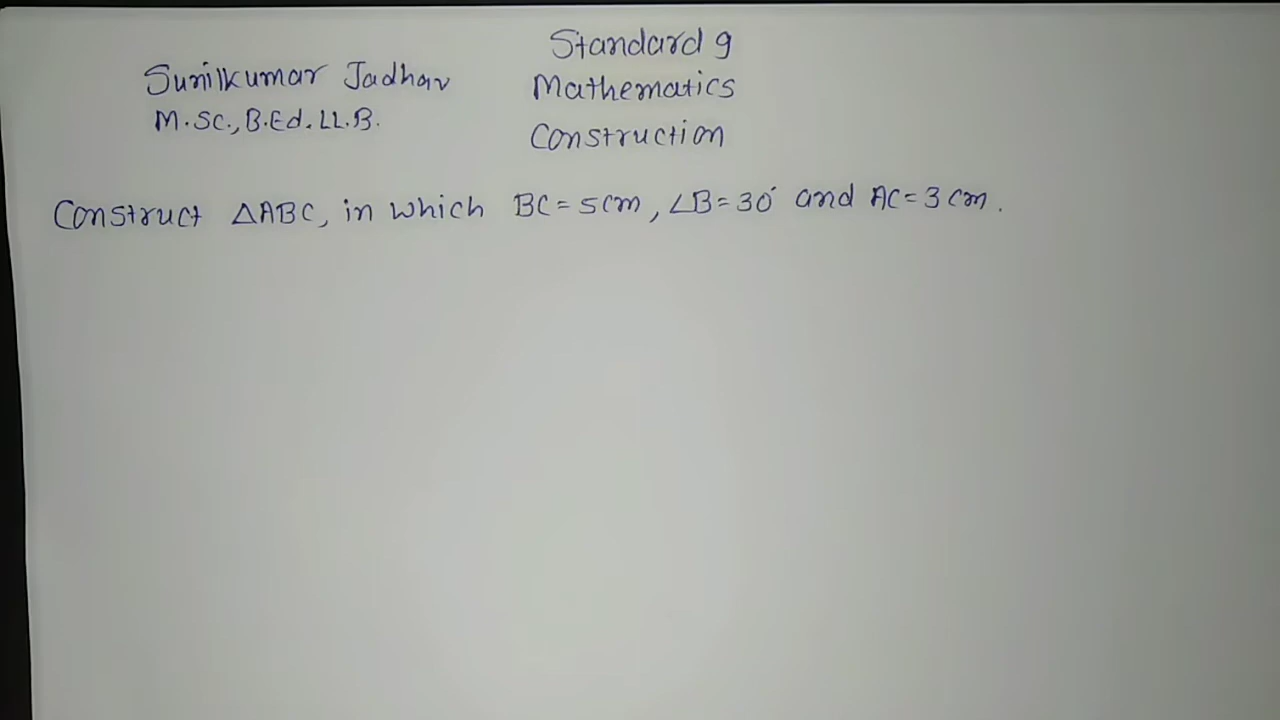 Standard 9
Sunilkumar Jadhav
Mathematics
M.Sc., B.Ed. LL.B.
Construction
Construct △ABC, in which BC = 5cm, ∠B = 30° and AC = 3 cm.